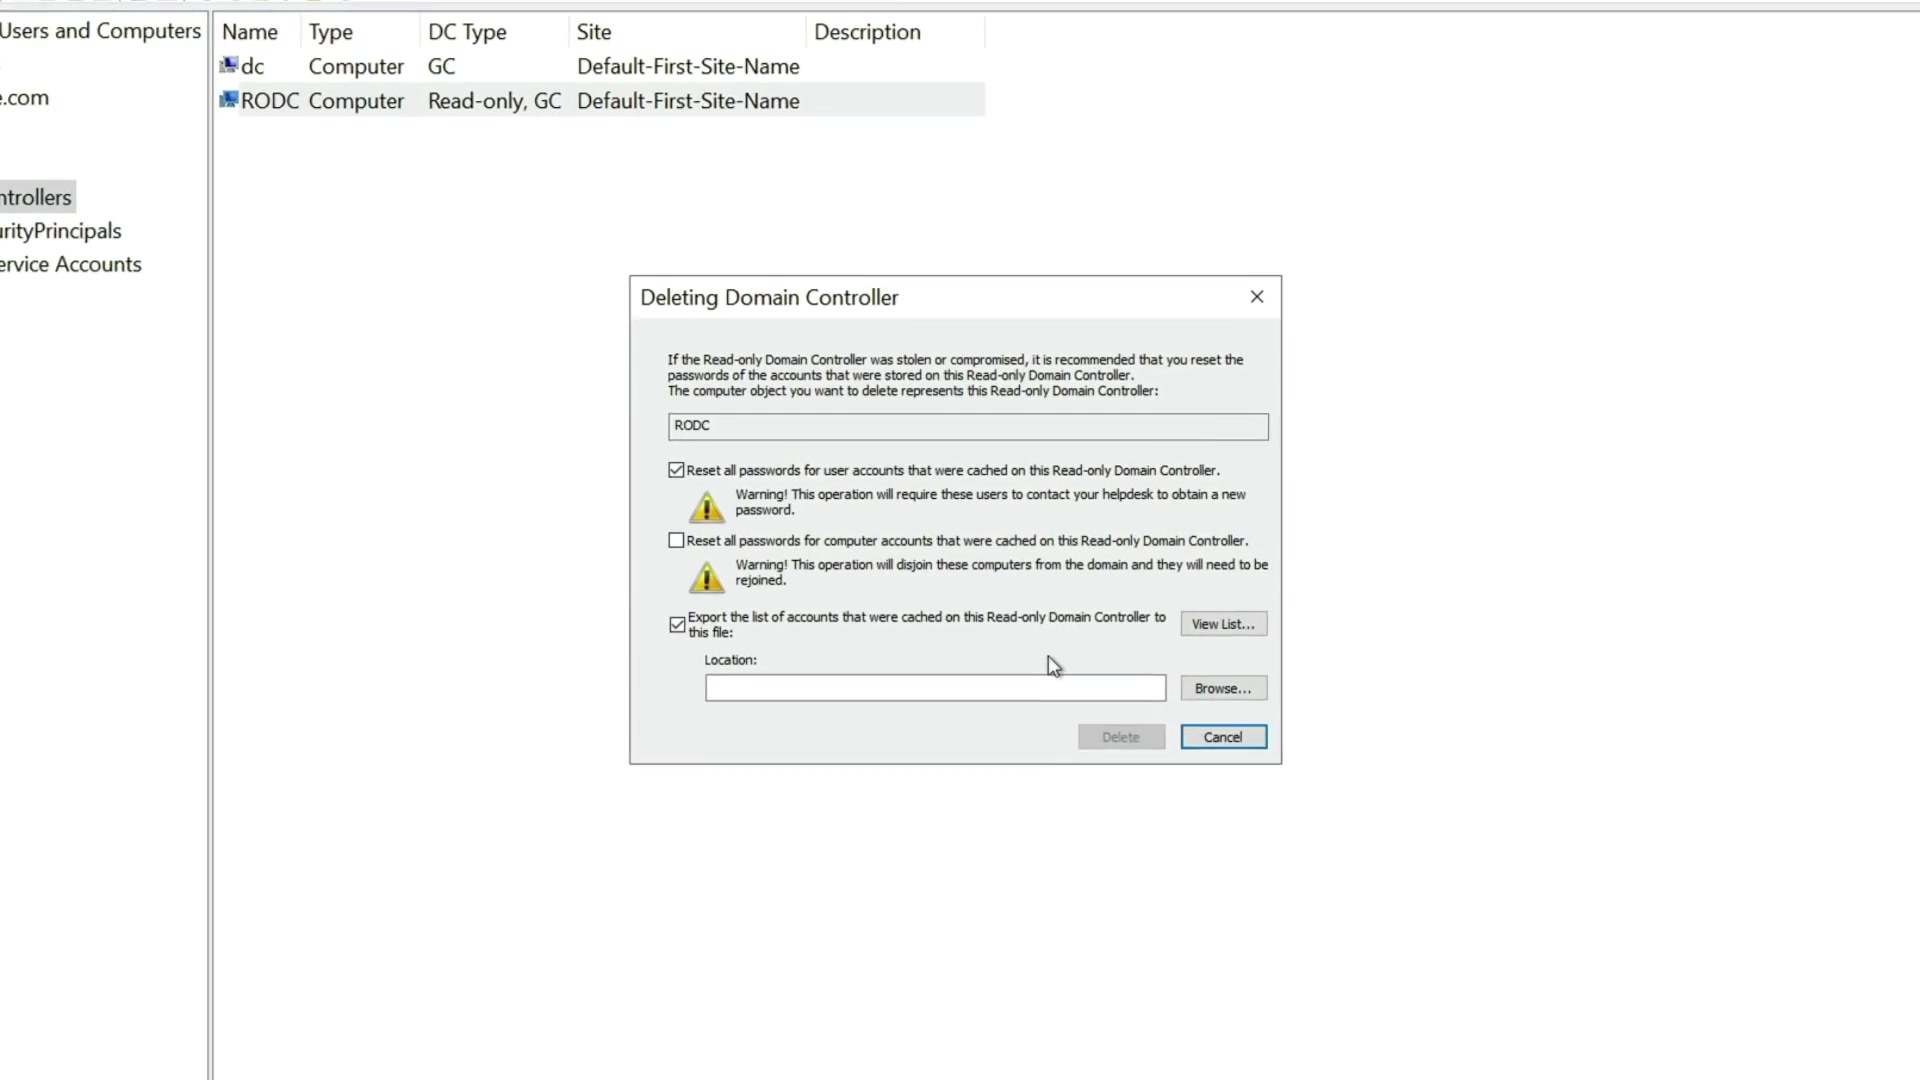 Users and Computers
Name Type DC Type Site Description
dc Computer GC Default-First-Site-Name
e.com
RODC Computer Read-only, GC Default-First-Site-Name
ntrollers
urityPrincipals
ervice Accounts
Deleting Domain Controller
If the Read-only Domain Controller was stolen or compromised, it is recommended that you reset the
passwords of the accounts that were stored on this Read-only Domain Controller.
The computer object you want to delete represents this Read-only Domain Controller:
RODC
Reset all passwords for user accounts that were cached on this Read-only Domain Controller.
Warning! This operation will require these users to contact your helpdesk to obtain a new
password.
Reset all passwords for computer accounts that were cached on this Read-only Domain Controller.
Warning! This operation will disjoin these computers from the domain and they will need to be
rejoined.
Export the list of accounts that were cached on this Read-only Domain Controller to
this file:
View List...
Location:
Browse...
Delete
Cancel